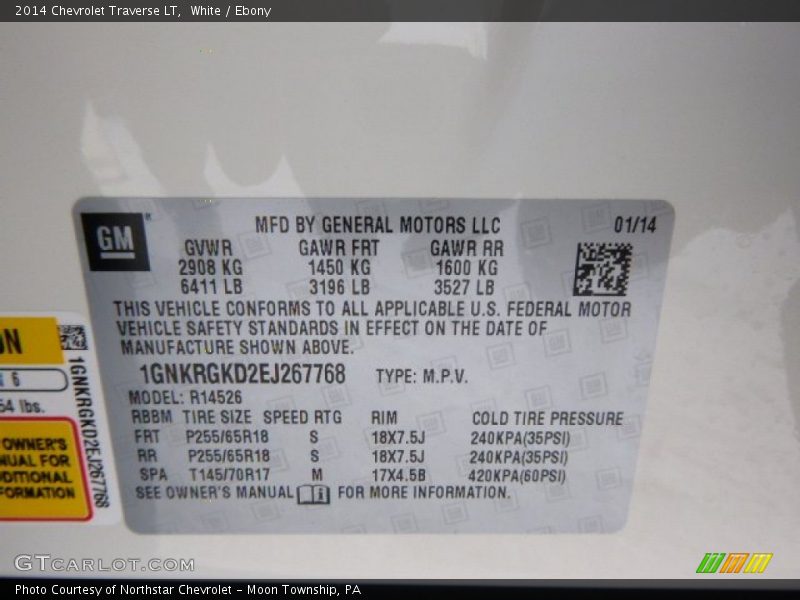 2014 Chevrolet Traverse LT, White / Ebony
GM
MFD BY GENERAL MOTORS LLC 01/14
GVWR GAWR FRT GAWR RR
2908 KG 1450 KG 1600 KG
6411 LB 3196 LB 3527 LB
THIS VEHICLE CONFORMS TO ALL APPLICABLE U.S. FEDERAL MOTOR
VEHICLE SAFETY STANDARDS IN EFFECT ON THE DATE OF
MANUFACTURE SHOWN ABOVE.
1GNKRGKD2EJ267768 TYPE: M.P.V.
MODEL: R14526
RBBM TIRE SIZE SPEED RTG RIM COLD TIRE PRESSURE
FRT P255/65R18 S 18X7.5J 240KPA(35PSI)
RR P255/65R18 S 18X7.5J 240KPA(35PSI)
SPA T145/70R17 M 17X4.5B 420KPA(60PSI)
SEE OWNER'S MANUAL FOR MORE INFORMATION.
6
lbs.
OWNER'S
FOR
1GNKRGKD2EJ267768
GTCARLOT.COM
Photo Courtesy of Northstar Chevrolet - Moon Township, PA